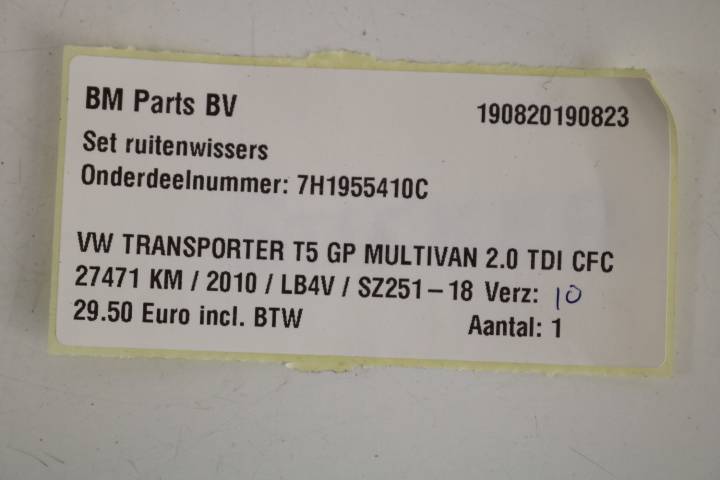 BM Parts BV 190820190823
Set ruitenwissers
Onderdeelnummer: 7H1955410C
VW TRANSPORTER T5 GP MULTIVAN 2.0 TDI CFC
27471 KM / 2010 / LB4V / SZ251-18 Verz: 10
29.50 Euro incl. BTW Aantal: 1